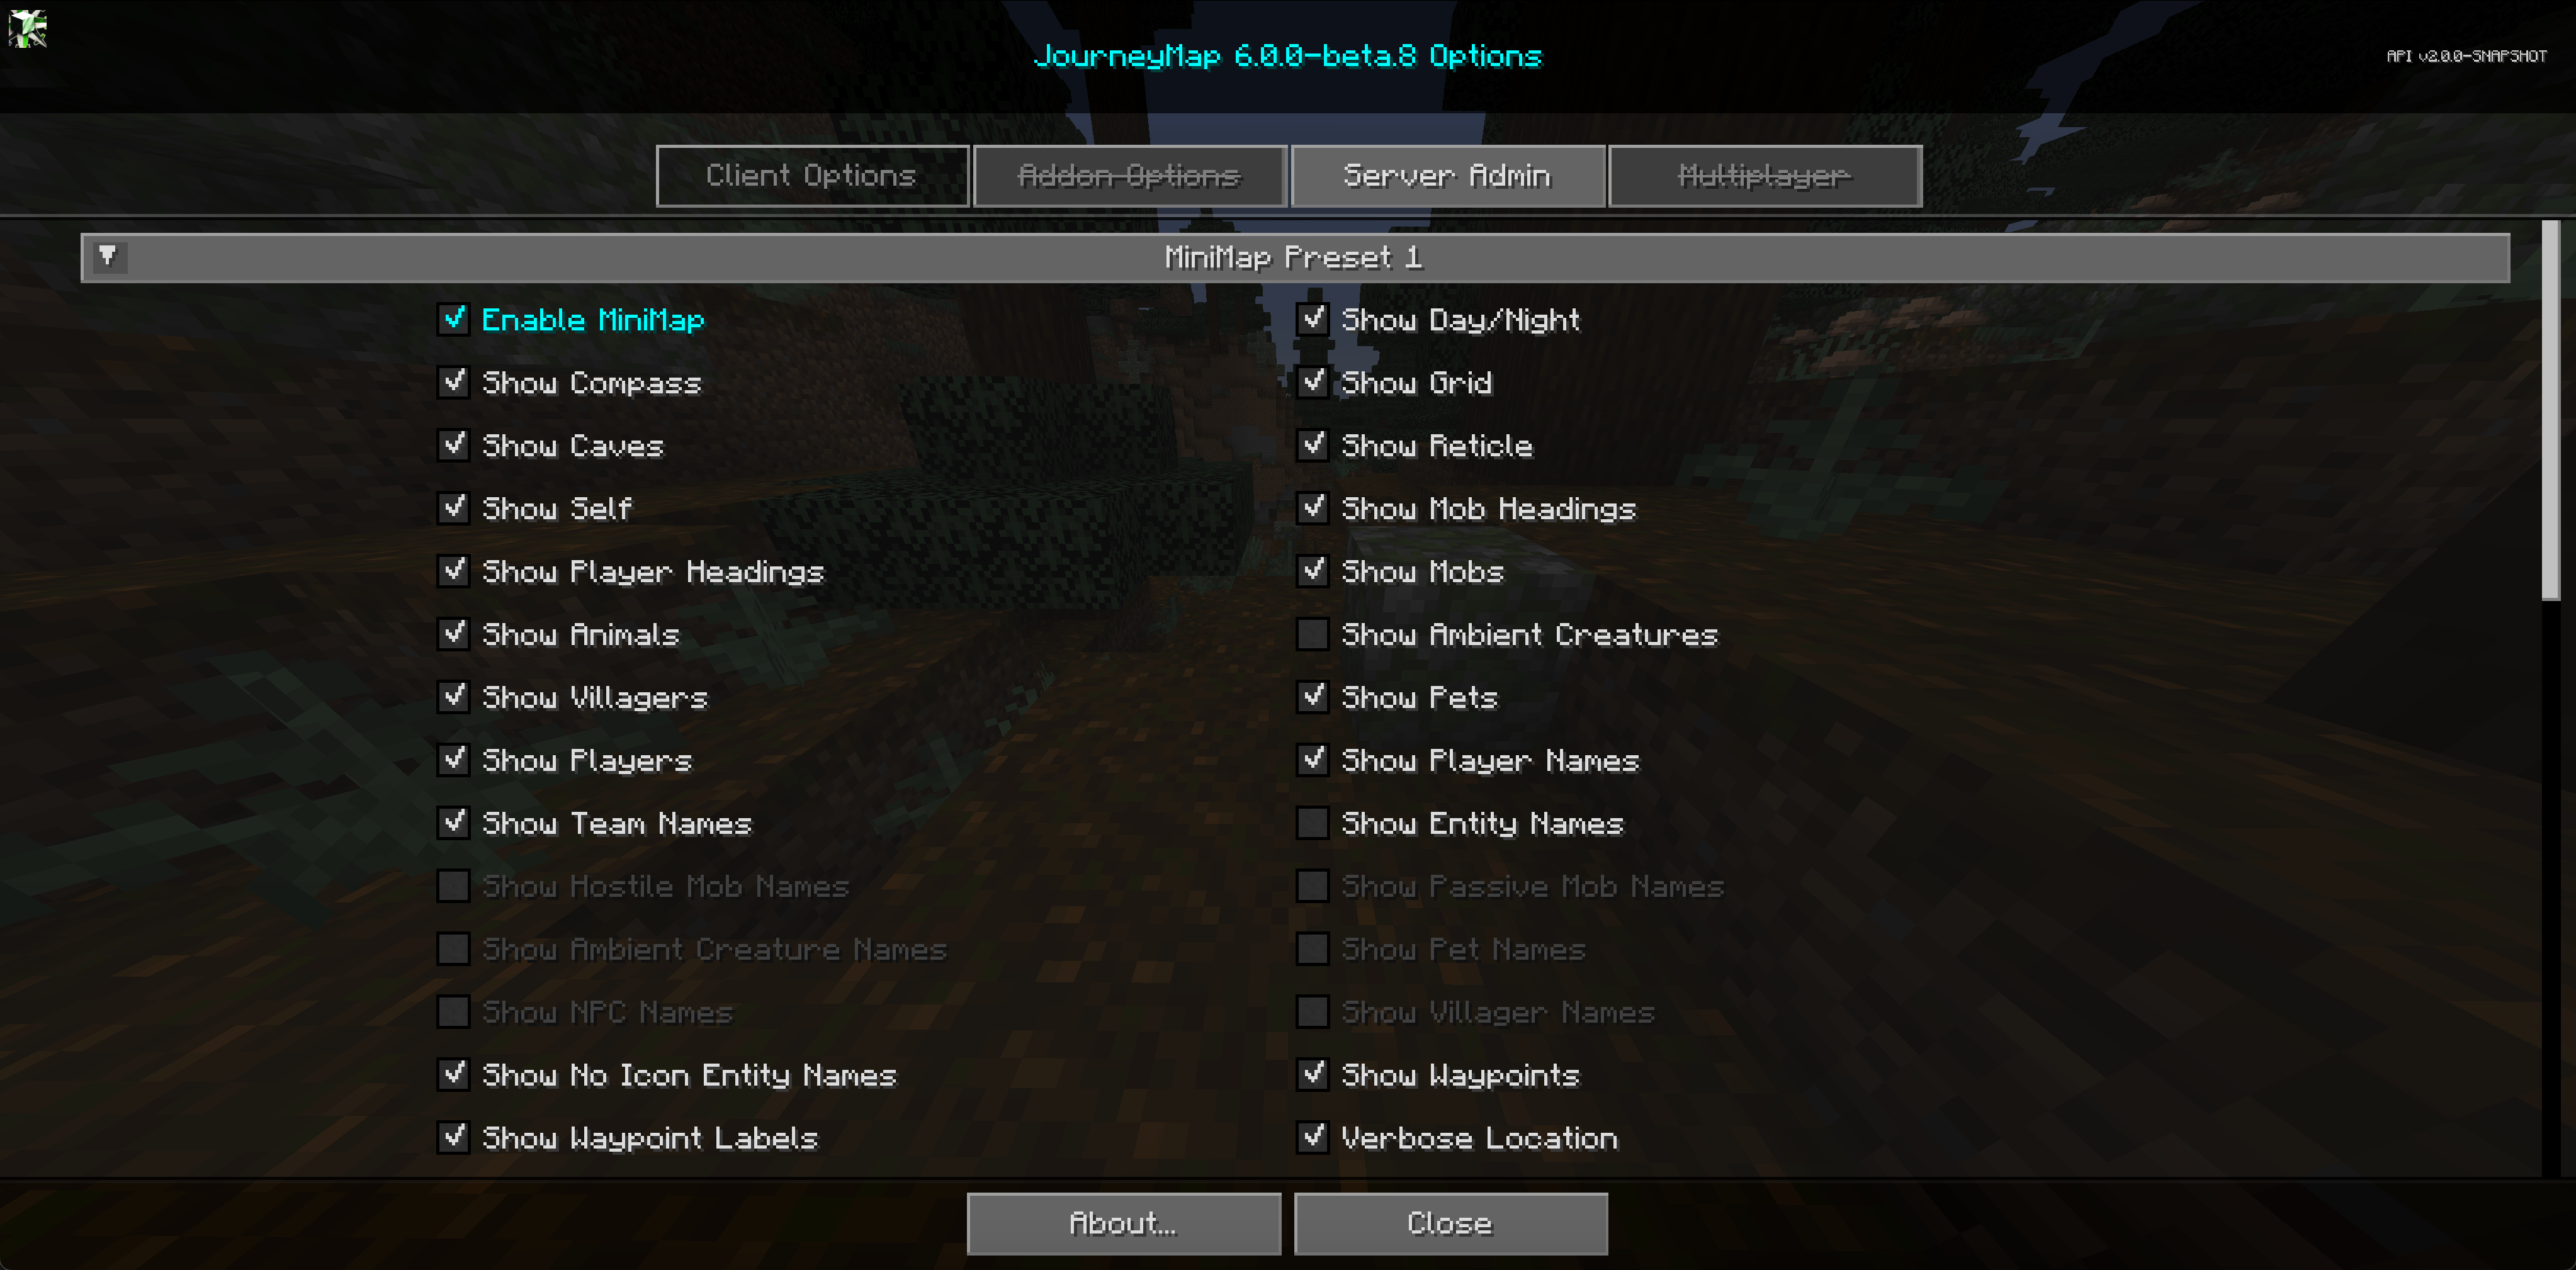 JourneyMap 6.0.0-beta.8 Options
API v2.0.0-SNAPSHOT
Client Options Addon Options Server Admin Multiplayer
MiniMap Preset 1
Enable MiniMap Show Day/Night
Show Compass Show Grid
Show Caves Show Reticle
Show Self Show Mob Headings
Show Player Headings Show Mobs
Show Animals Show Ambient Creatures
Show Villagers Show Pets
Show Players Show Player Names
Show Team Names Show Entity Names
Show Hostile Mob Names Show Passive Mob Names
Show Ambient Creature Names Show Pet Names
Show NPC Names Show Villager Names
Show No Icon Entity Names Show Waypoints
Show Waypoint Labels Verbose Location
About... Close